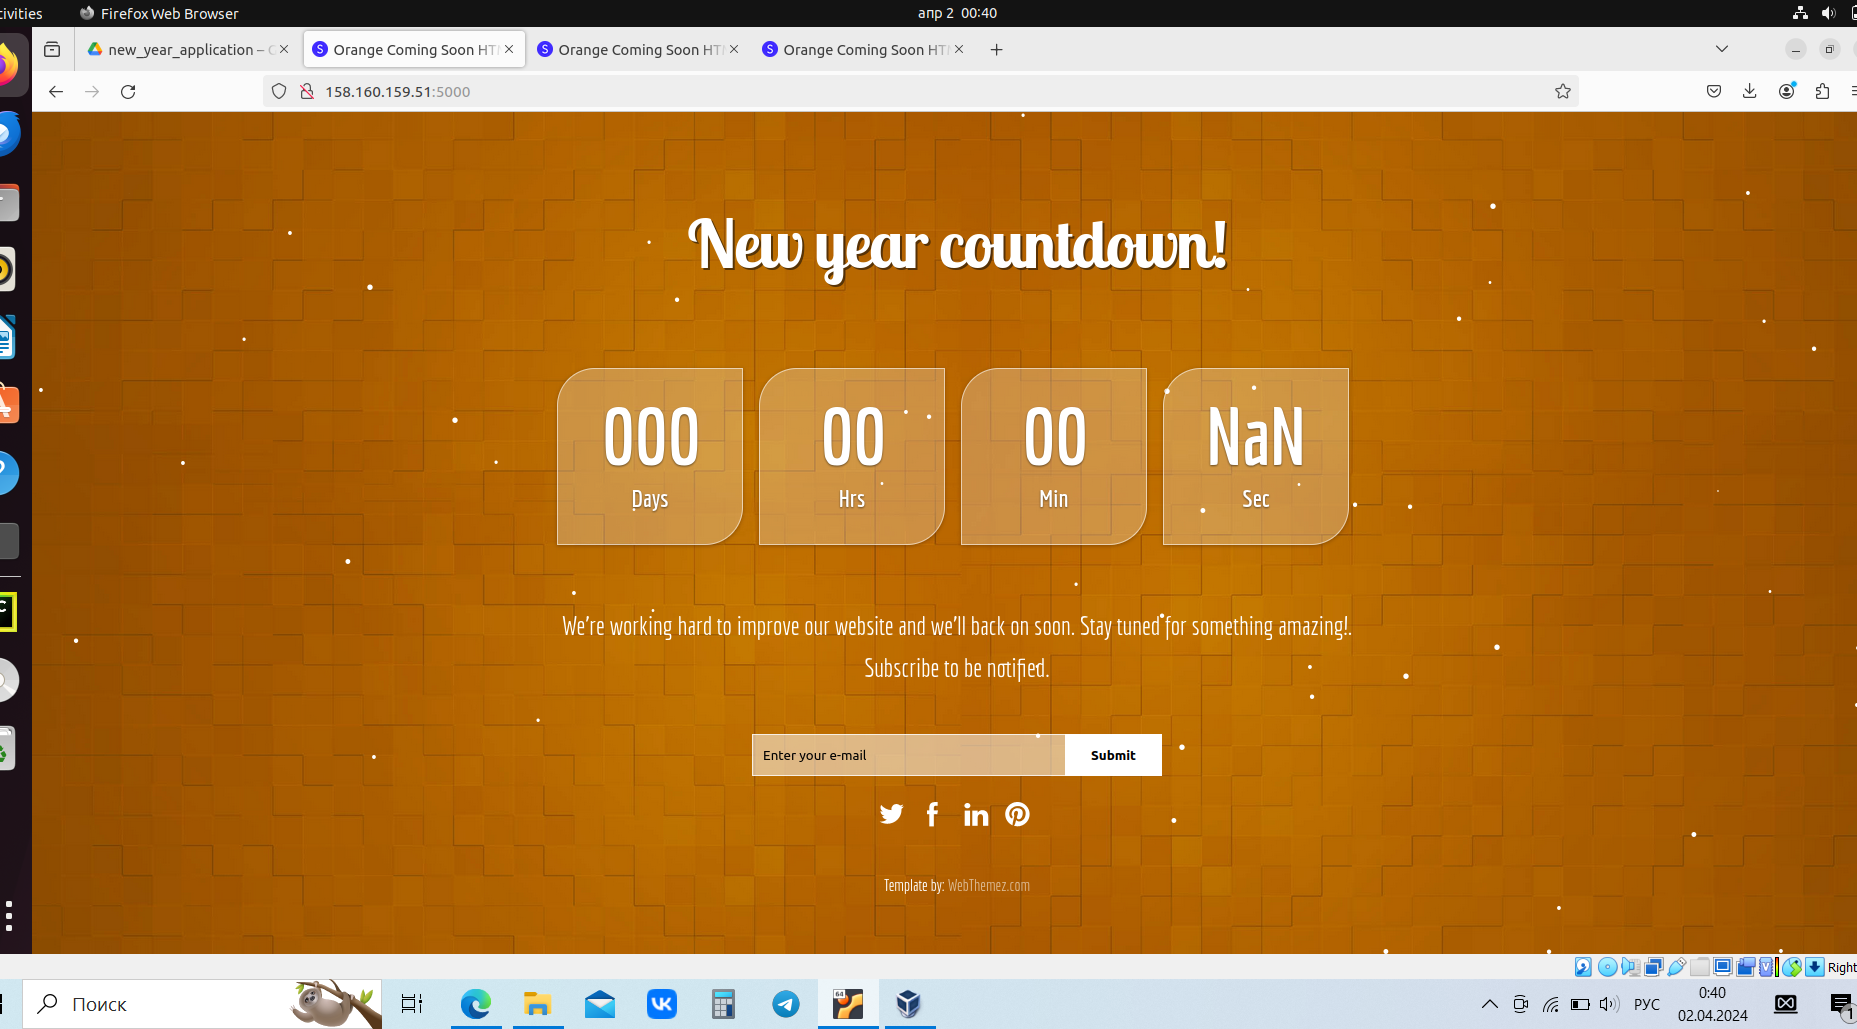 tivities Firefox Web Browser апр 2 00:40
new_year_application – Orange Coming Soon HT Orange Coming Soon HT Orange Coming Soon HT
158.160.159.51:5000
New year countdown!
000 00 00 NaN
Days Hrs Min Sec
We're working hard to improve our website and we'll back on soon. Stay tuned for something amazing!.
Subscribe to be notified.
Enter your e-mail Submit
Template by: WebThemez.com
Right
Поиск
РУС
0:40
02.04.2024
1